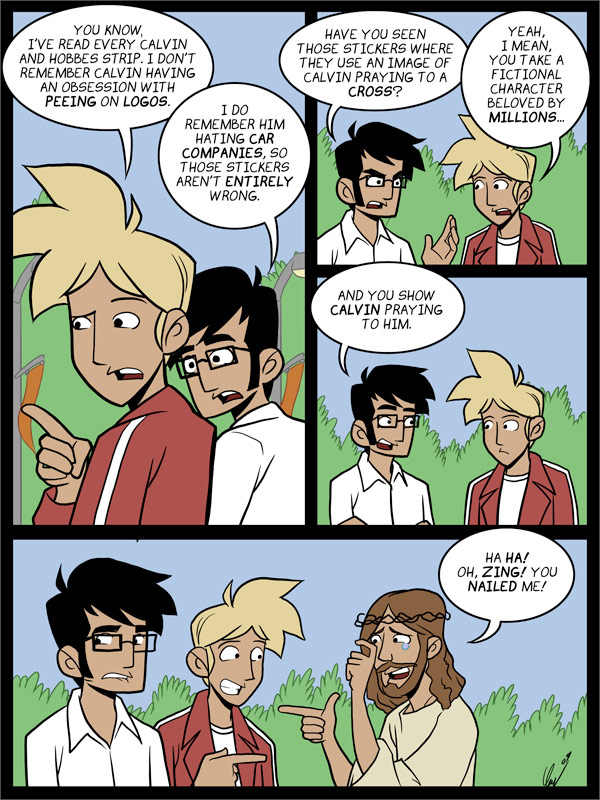 YOU KNOW,
I'VE READ EVERY CALVIN
AND HOBBES STRIP. I DON'T
REMEMBER CALVIN HAVING
AN OBSESSION WITH
PEEING ON LOGOS.
I DO
REMEMBER HIM
HATING CAR
COMPANIES, SO
THOSE STICKERS
AREN'T ENTIRELY
WRONG.
HAVE YOU SEEN
THOSE STICKERS WHERE
THEY USE AN IMAGE OF
CALVIN PRAYING TO A
CROSS?
YEAH,
I MEAN,
YOU TAKE A
FICTIONAL
CHARACTER
BELOVED BY
MILLIONS...
AND YOU SHOW
CALVIN PRAYING
TO HIM.
HA HA!
OH, ZING! YOU
NAILED ME!